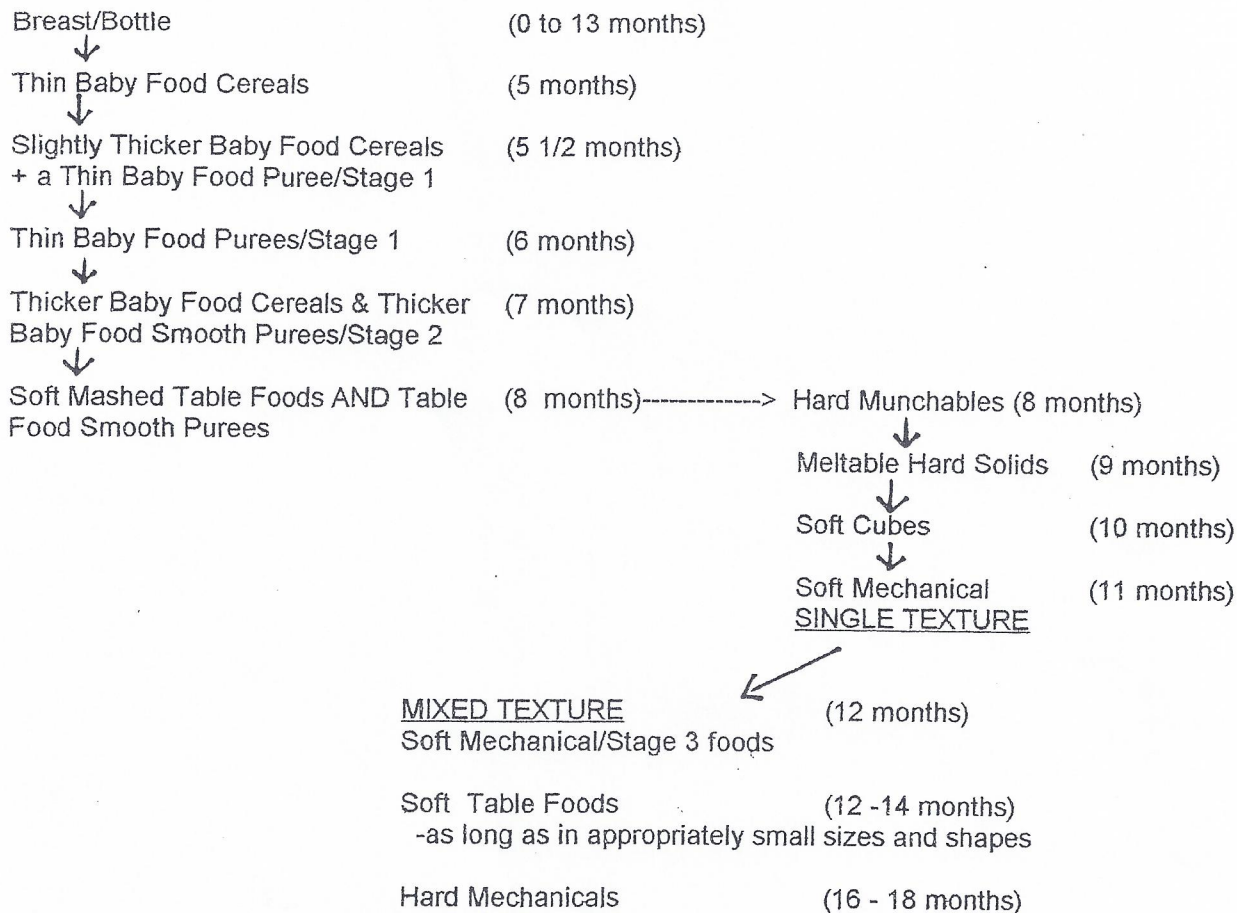 Breast/Bottle (0 to 13 months)
Thin Baby Food Cereals (5 months)
Slightly Thicker Baby Food Cereals (5 1/2 months)
+ a Thin Baby Food Puree/Stage 1
Thin Baby Food Purees/Stage 1 (6 months)
Thicker Baby Food Cereals & Thicker (7 months)
Baby Food Smooth Purees/Stage 2
Soft Mashed Table Foods AND Table (8 months)-------------> Hard Munchables (8 months)
Food Smooth Purees
Meltable Hard Solids (9 months)
Soft Cubes (10 months)
Soft Mechanical (11 months)
SINGLE TEXTURE
MIXED TEXTURE (12 months)
Soft Mechanical/Stage 3 foods
Soft Table Foods (12 -14 months)
-as long as in appropriately small sizes and shapes
Hard Mechanicals (16 - 18 months)